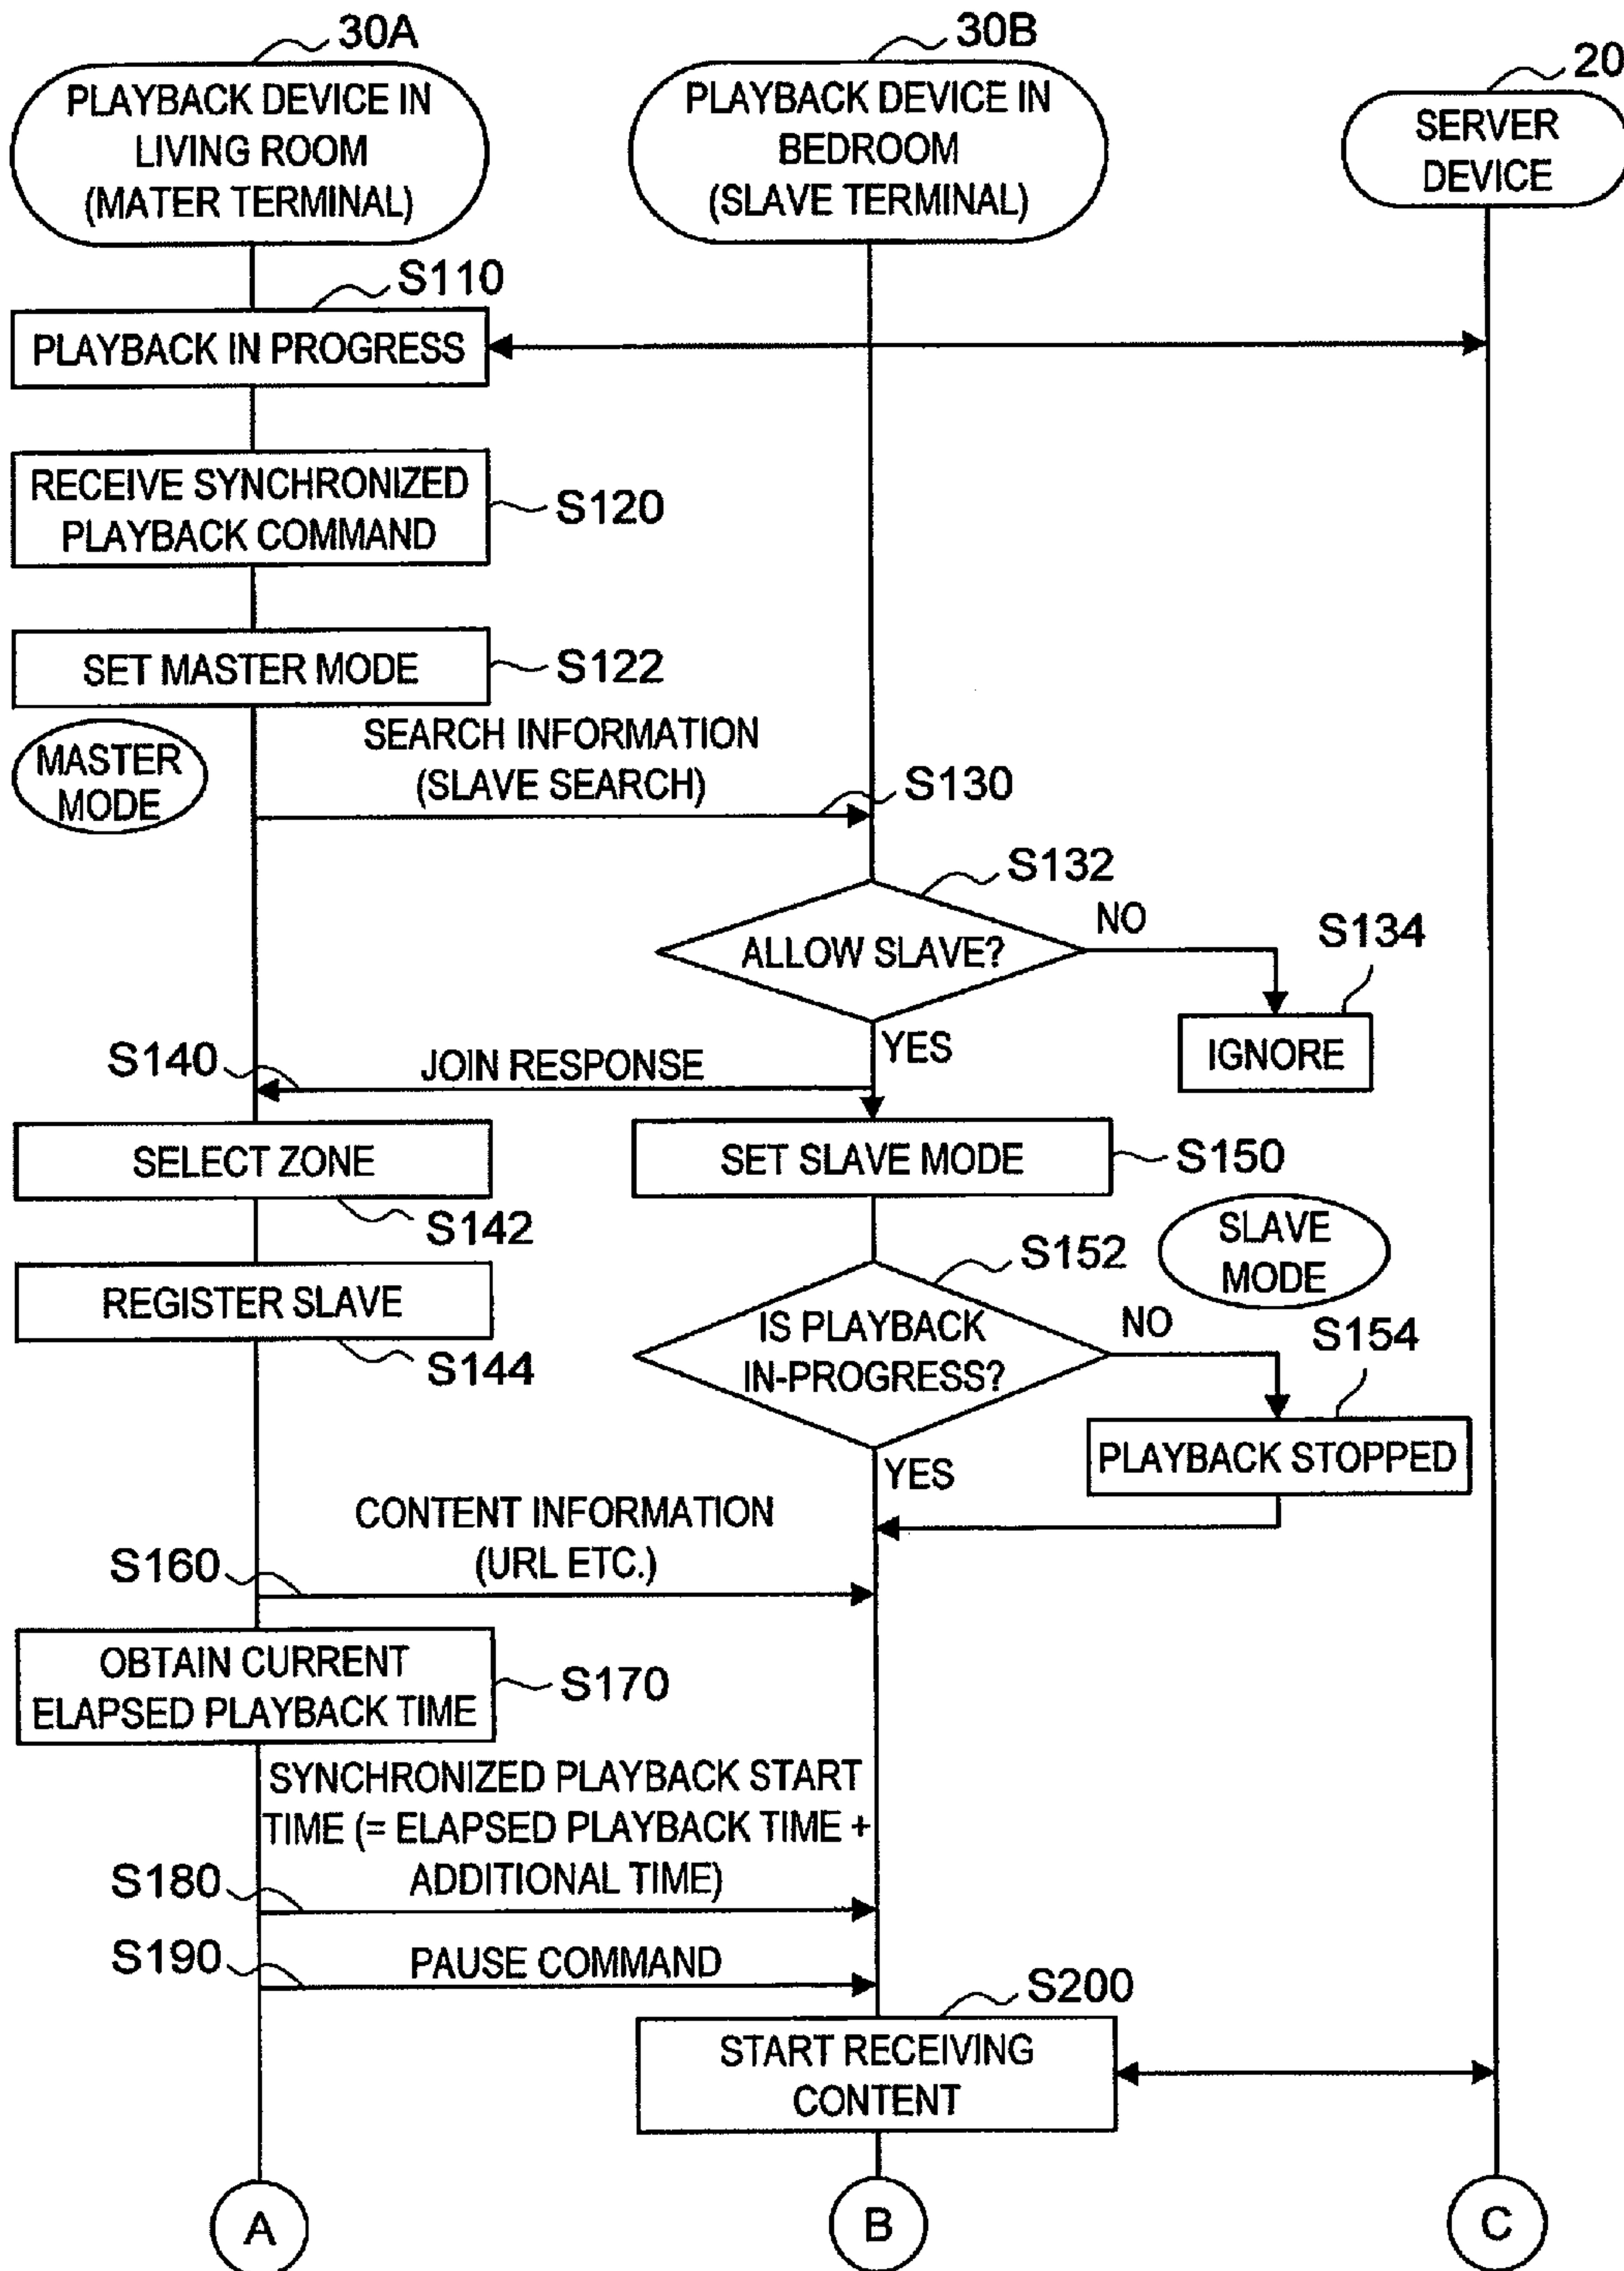 30A
PLAYBACK DEVICE IN
LIVING ROOM
(MATER TERMINAL)
30B
PLAYBACK DEVICE IN
BEDROOM
(SLAVE TERMINAL)
20
SERVER
DEVICE
S110
PLAYBACK IN PROGRESS
RECEIVE SYNCHRONIZED
PLAYBACK COMMAND
S120
SET MASTER MODE
S122
MASTER
MODE
SEARCH INFORMATION
(SLAVE SEARCH)
S130
S132
ALLOW SLAVE?
NO
S134
IGNORE
YES
S140
JOIN RESPONSE
SELECT ZONE
S142
SET SLAVE MODE
S150
SLAVE
MODE
REGISTER SLAVE
S144
S152
IS PLAYBACK
IN-PROGRESS?
NO
S154
PLAYBACK STOPPED
YES
CONTENT INFORMATION
(URL ETC.)
S160
OBTAIN CURRENT
ELAPSED PLAYBACK TIME
S170
SYNCHRONIZED PLAYBACK START
TIME (= ELAPSED PLAYBACK TIME +
ADDITIONAL TIME)
S180
S190
PAUSE COMMAND
S200
START RECEIVING
CONTENT
A
B
C